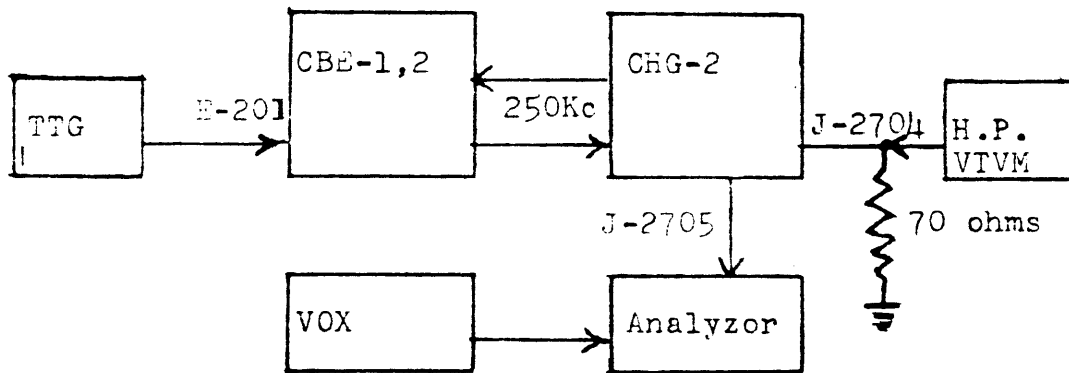 CBE-1,2
CHG-2
TTG
E-201
250Kc
J-2704
H.P.
VTVM
J-2705
70 ohms
VOX
Analyzor